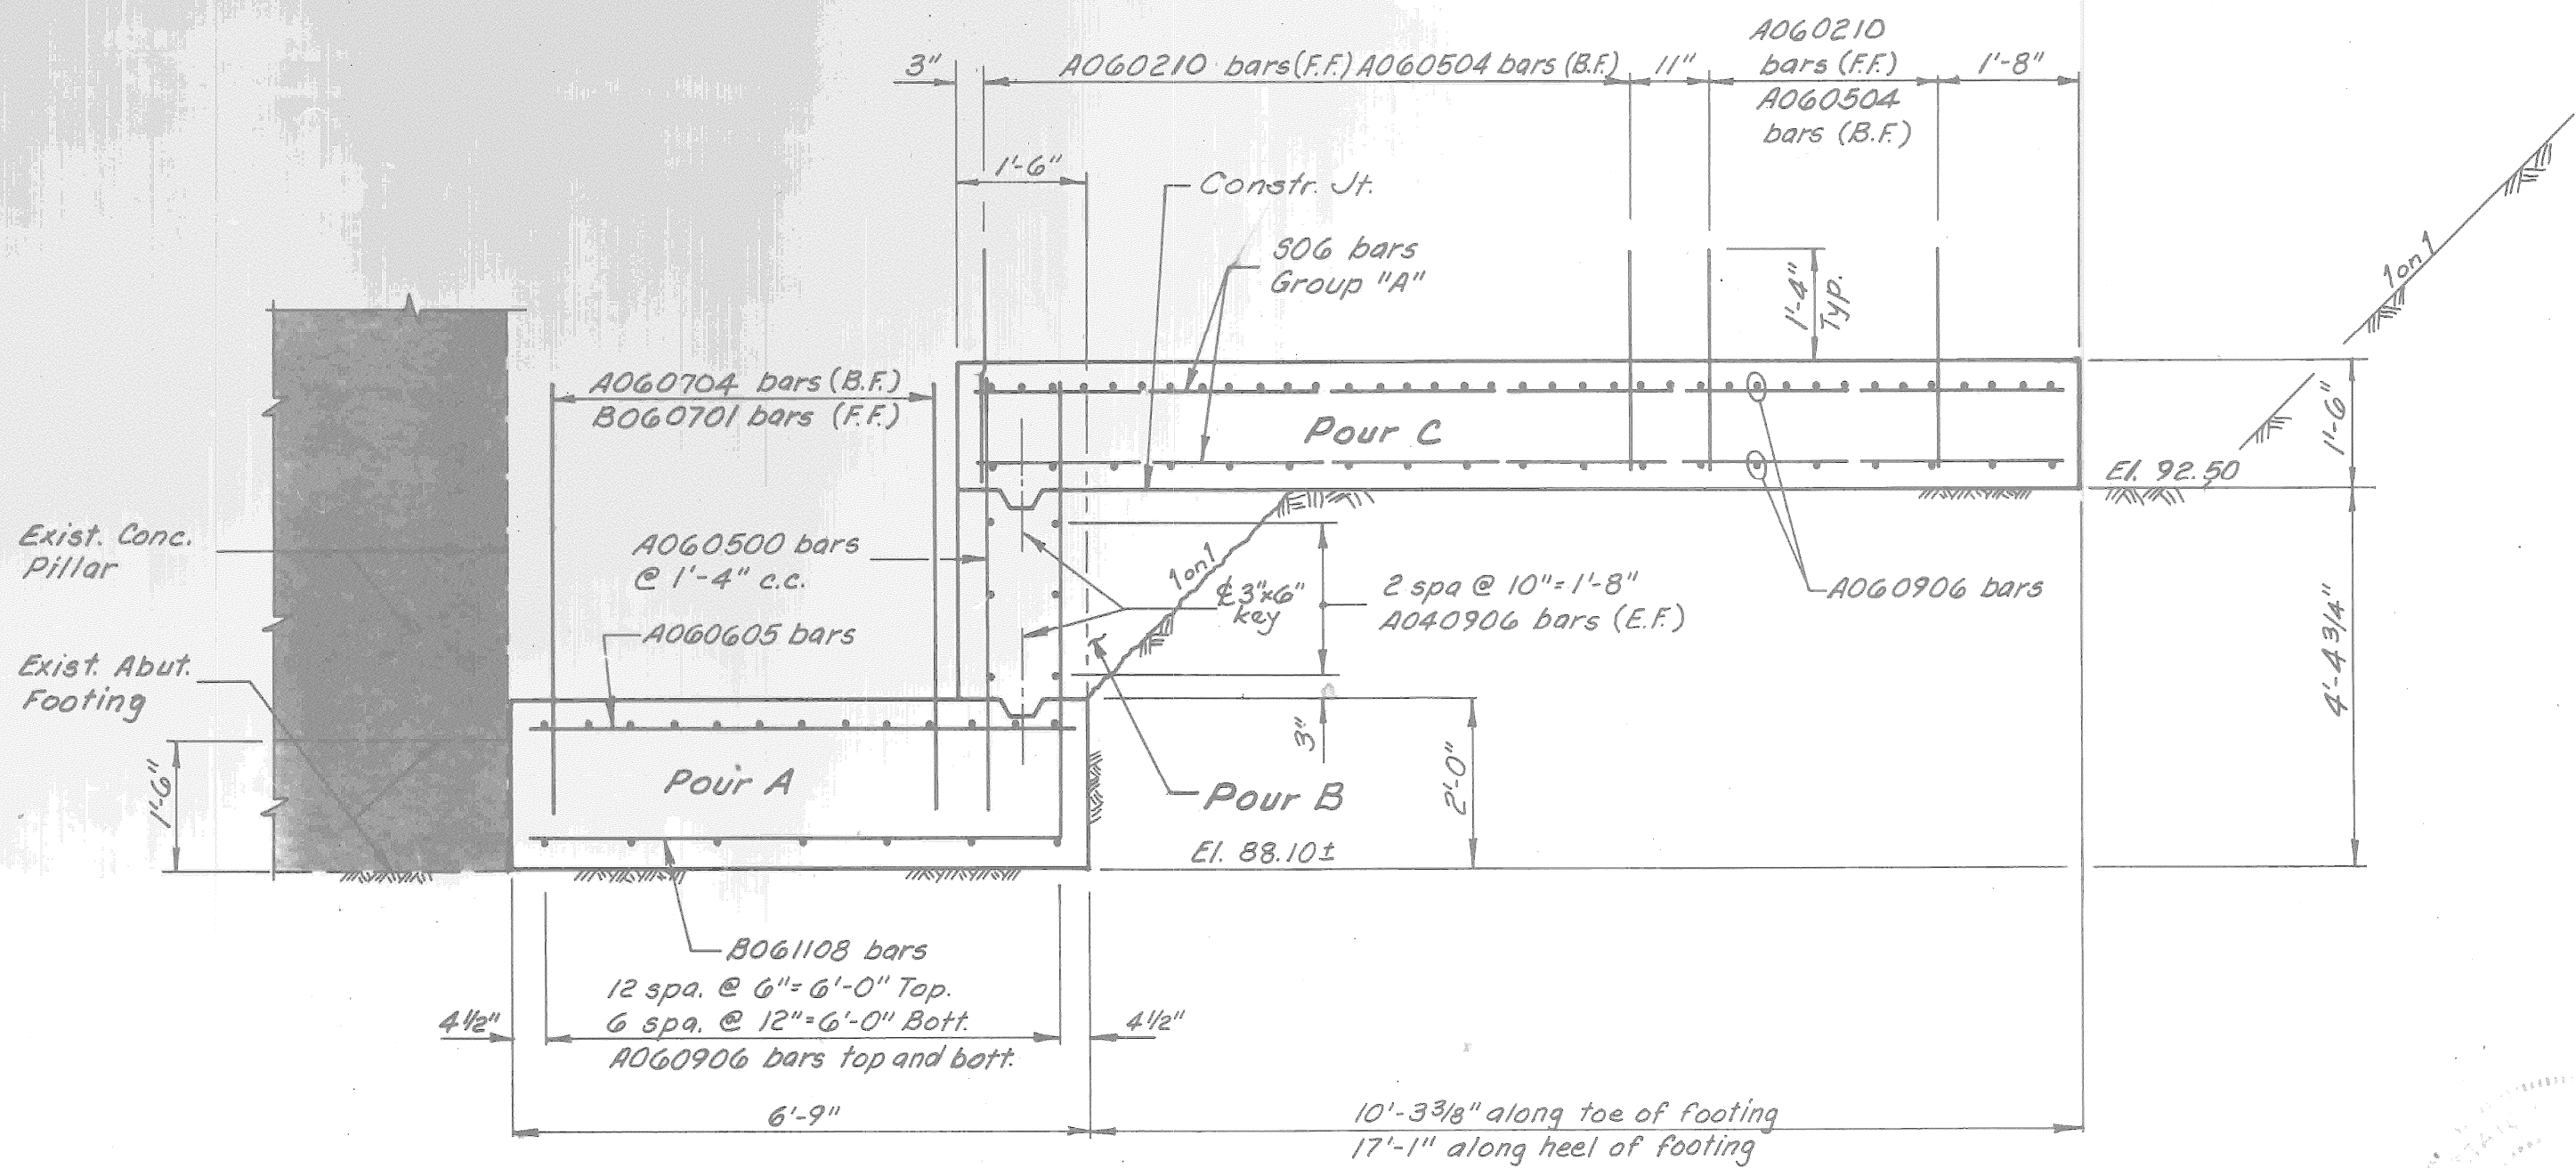 A060210
3" A060210 bars(F.F.) A060504 bars (B.F.) 11" bars (F.F.) 1'-8"
A060504
bars (B.F.)
1'-6"
Constr. Jt.
S06 bars
Group "A"
1'-4"
Typ.
1 on 1
A060704 bars (B.F.)
B060701 bars (F.F.)
Pour C
1'-6"
El. 92.50
Exist. Conc.
Pillar
A060500 bars
@ 1'-4" c.c.
1 on 1
℄ 3"x6"
key
2 spa @ 10"= 1'-8"
A040906 bars (E.F.)
A060906 bars
A060605 bars
Exist. Abut.
Footing
4'-4 3/4"
1'-6"
Pour A
3"
Pour B
2'-0"
El. 88.10±
B061108 bars
12 spa. @ 6"= 6'-0" Top.
6 spa. @ 12"=6'-0" Bott.
4½" 4½"
A060906 bars top and bott.
6'-9"
10'-3 3/8" along toe of footing
17'-1" along heel of footing